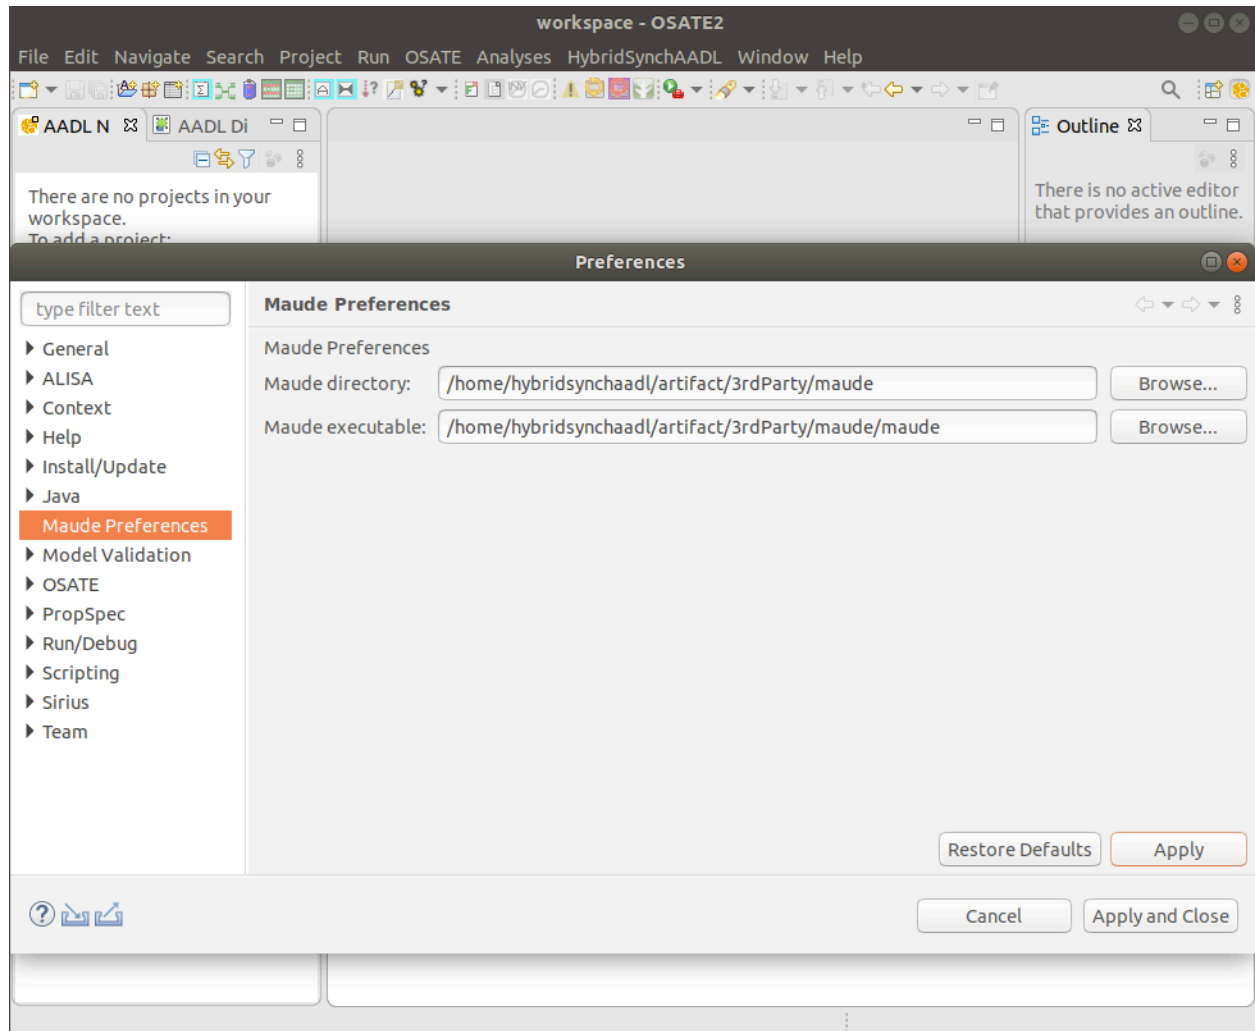 workspace - OSATE2
File Edit Navigate Search Project Run OSATE Analyses HybridSynchAADL Window Help
AADL N AADL Di
Outline
There are no projects in your
workspace.
To add a project:
There is no active editor
that provides an outline.
Preferences
type filter text
General
ALISA
Context
Help
Install/Update
Java
Maude Preferences
Model Validation
OSATE
PropSpec
Run/Debug
Scripting
Sirius
Team
Maude Preferences
Maude Preferences
Maude directory: /home/hybridsynchaadl/artifact/3rdParty/maude Browse...
Maude executable: /home/hybridsynchaadl/artifact/3rdParty/maude/maude Browse...
Restore Defaults Apply
Cancel Apply and Close